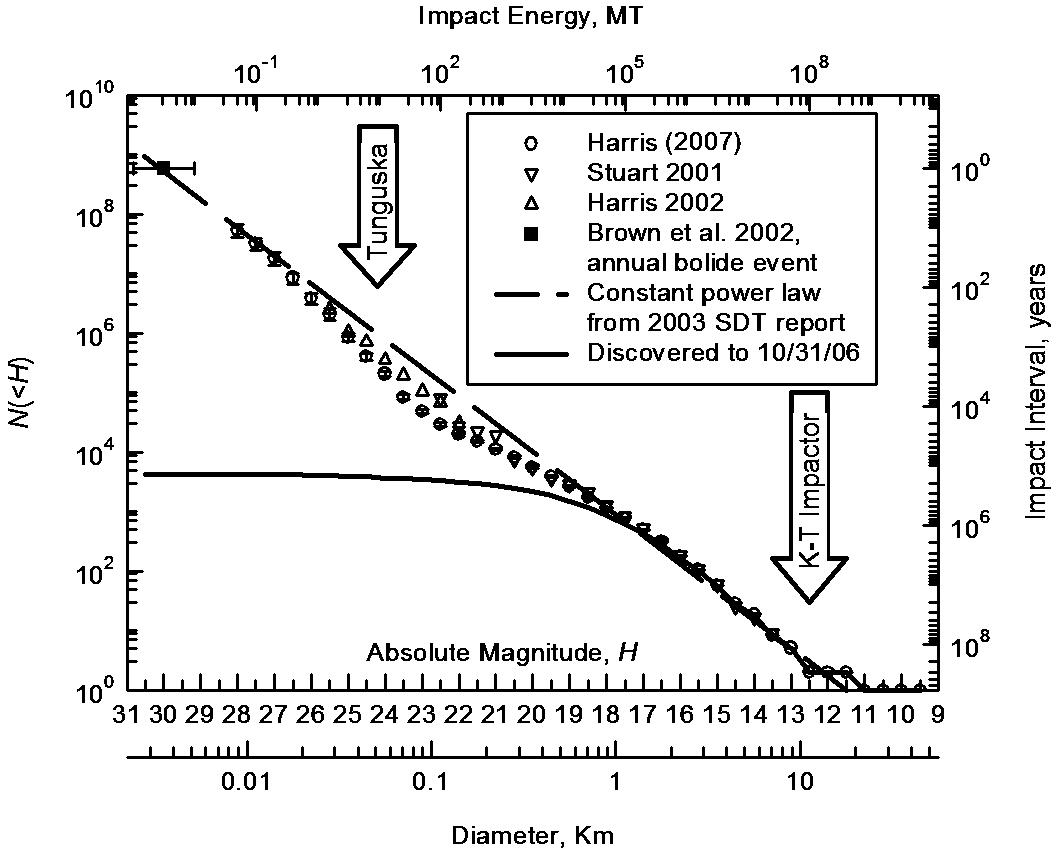 Impact Energy, MT
10^-1 10^2 10^5 10^8
10^10
10^8
10^6
10^4
10^2
10^0
N(<H)
Tunguska
Harris (2007)
Stuart 2001
Harris 2002
Brown et al. 2002,
annual bolide event
Constant power law
from 2003 SDT report
Discovered to 10/31/06
K-T Impactor
10^0
10^2
10^4
10^6
10^8
Impact Interval, years
Absolute Magnitude, H
31 30 29 28 27 26 25 24 23 22 21 20 19 18 17 16 15 14 13 12 11 10 9
0.01 0.1 1 10
Diameter, Km